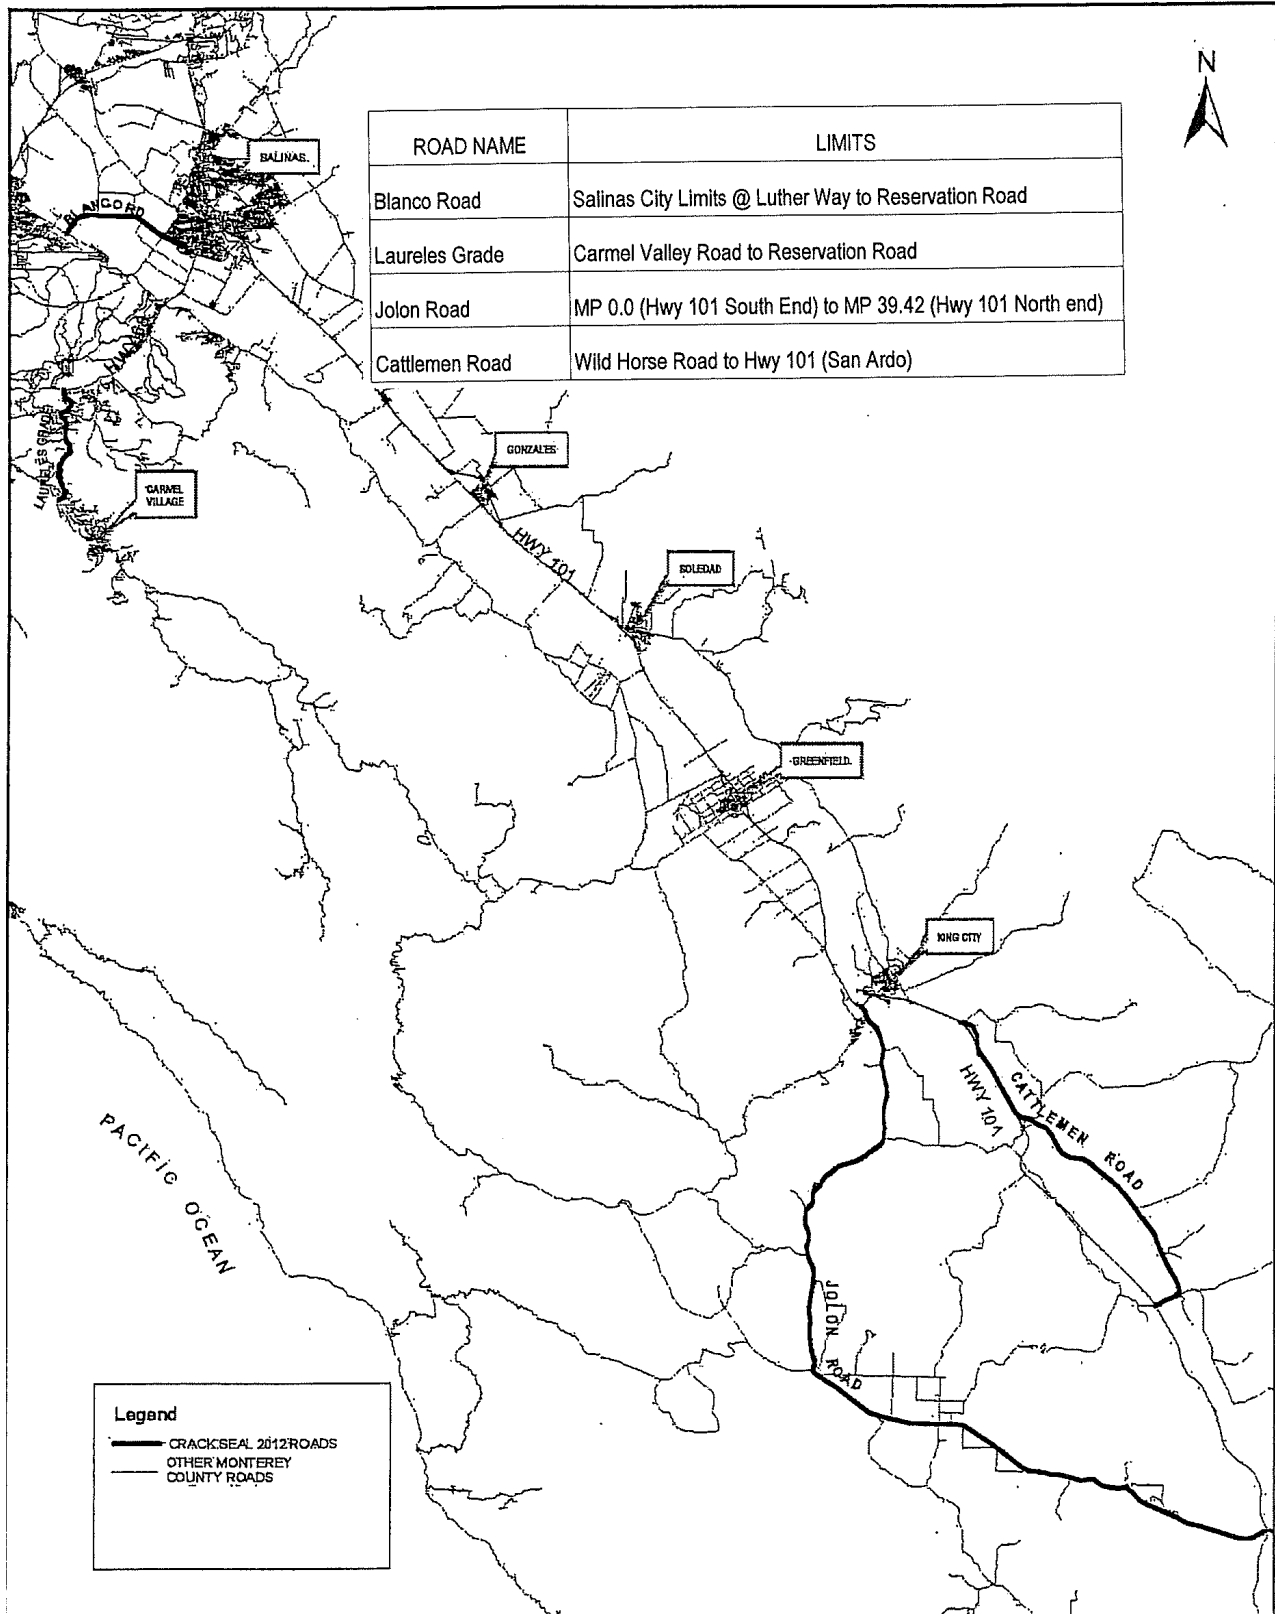 N
ROAD NAME LIMITS
Blanco Road Salinas City Limits @ Luther Way to Reservation Road
Laureles Grade Carmel Valley Road to Reservation Road
Jolon Road MP 0.0 (Hwy 101 South End) to MP 39.42 (Hwy 101 North end)
Cattlemen Road Wild Horse Road to Hwy 101 (San Ardo)
SALINAS
BLANCO RD
HWY 68
LAURELES GRADE
CARMEL
VILLAGE
GONZALES
HWY 101
SOLEDAD
GREENFIELD
KING CITY
HWY 101
CATTLEMEN ROAD
PACIFIC OCEAN
JOLON ROAD
Legend
CRACK SEAL 2012 ROADS
OTHER MONTEREY
COUNTY ROADS